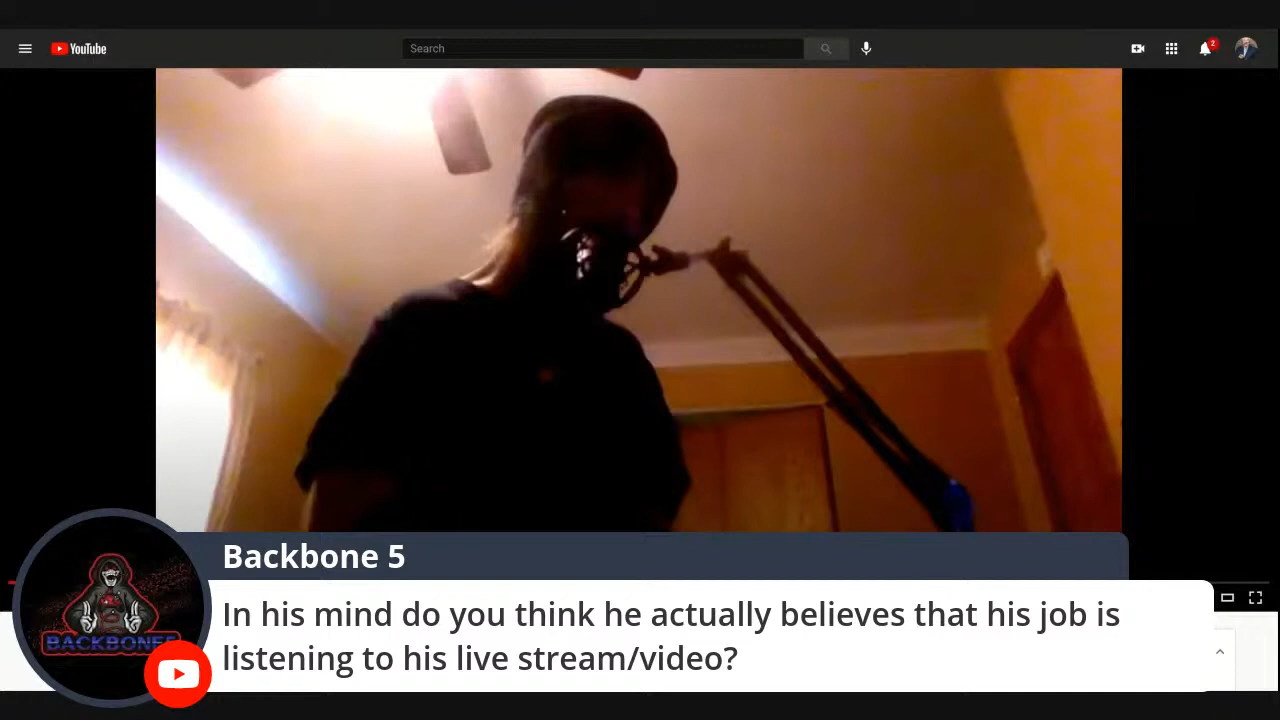 YouTube
Search
2
Backbone 5
In his mind do you think he actually believes that his job is
listening to his live stream/video?
BACKBONE5